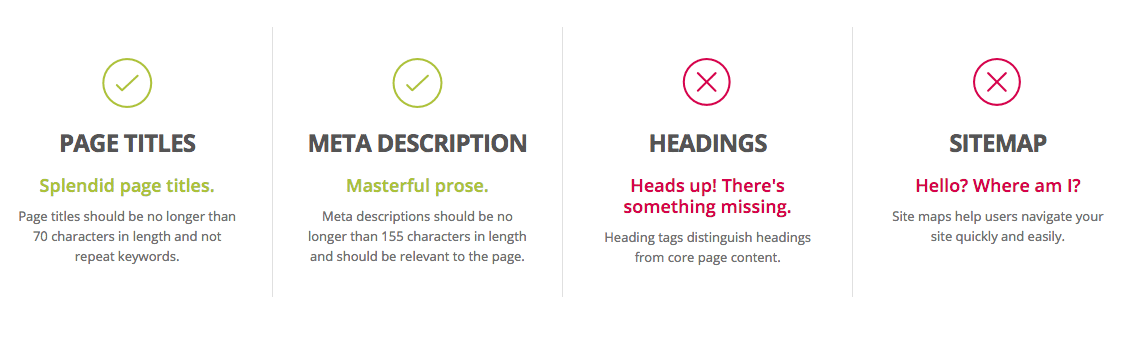 PAGE TITLES
Splendid page titles.
Page titles should be no longer than
70 characters in length and not
repeat keywords.
META DESCRIPTION
Masterful prose.
Meta descriptions should be no
longer than 155 characters in length
and should be relevant to the page.
HEADINGS
Heads up! There's
something missing.
Heading tags distinguish headings
from core page content.
SITEMAP
Hello? Where am I?
Site maps help users navigate your
site quickly and easily.